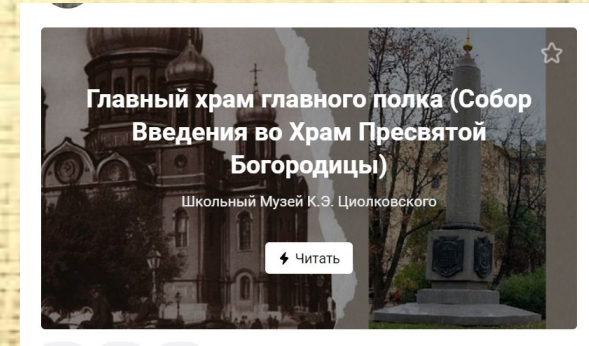 Главный храм главного полка (Собор
Введения во Храм Пресвятой
Богородицы)
Школьный Музей К.Э. Циолковского
Читать